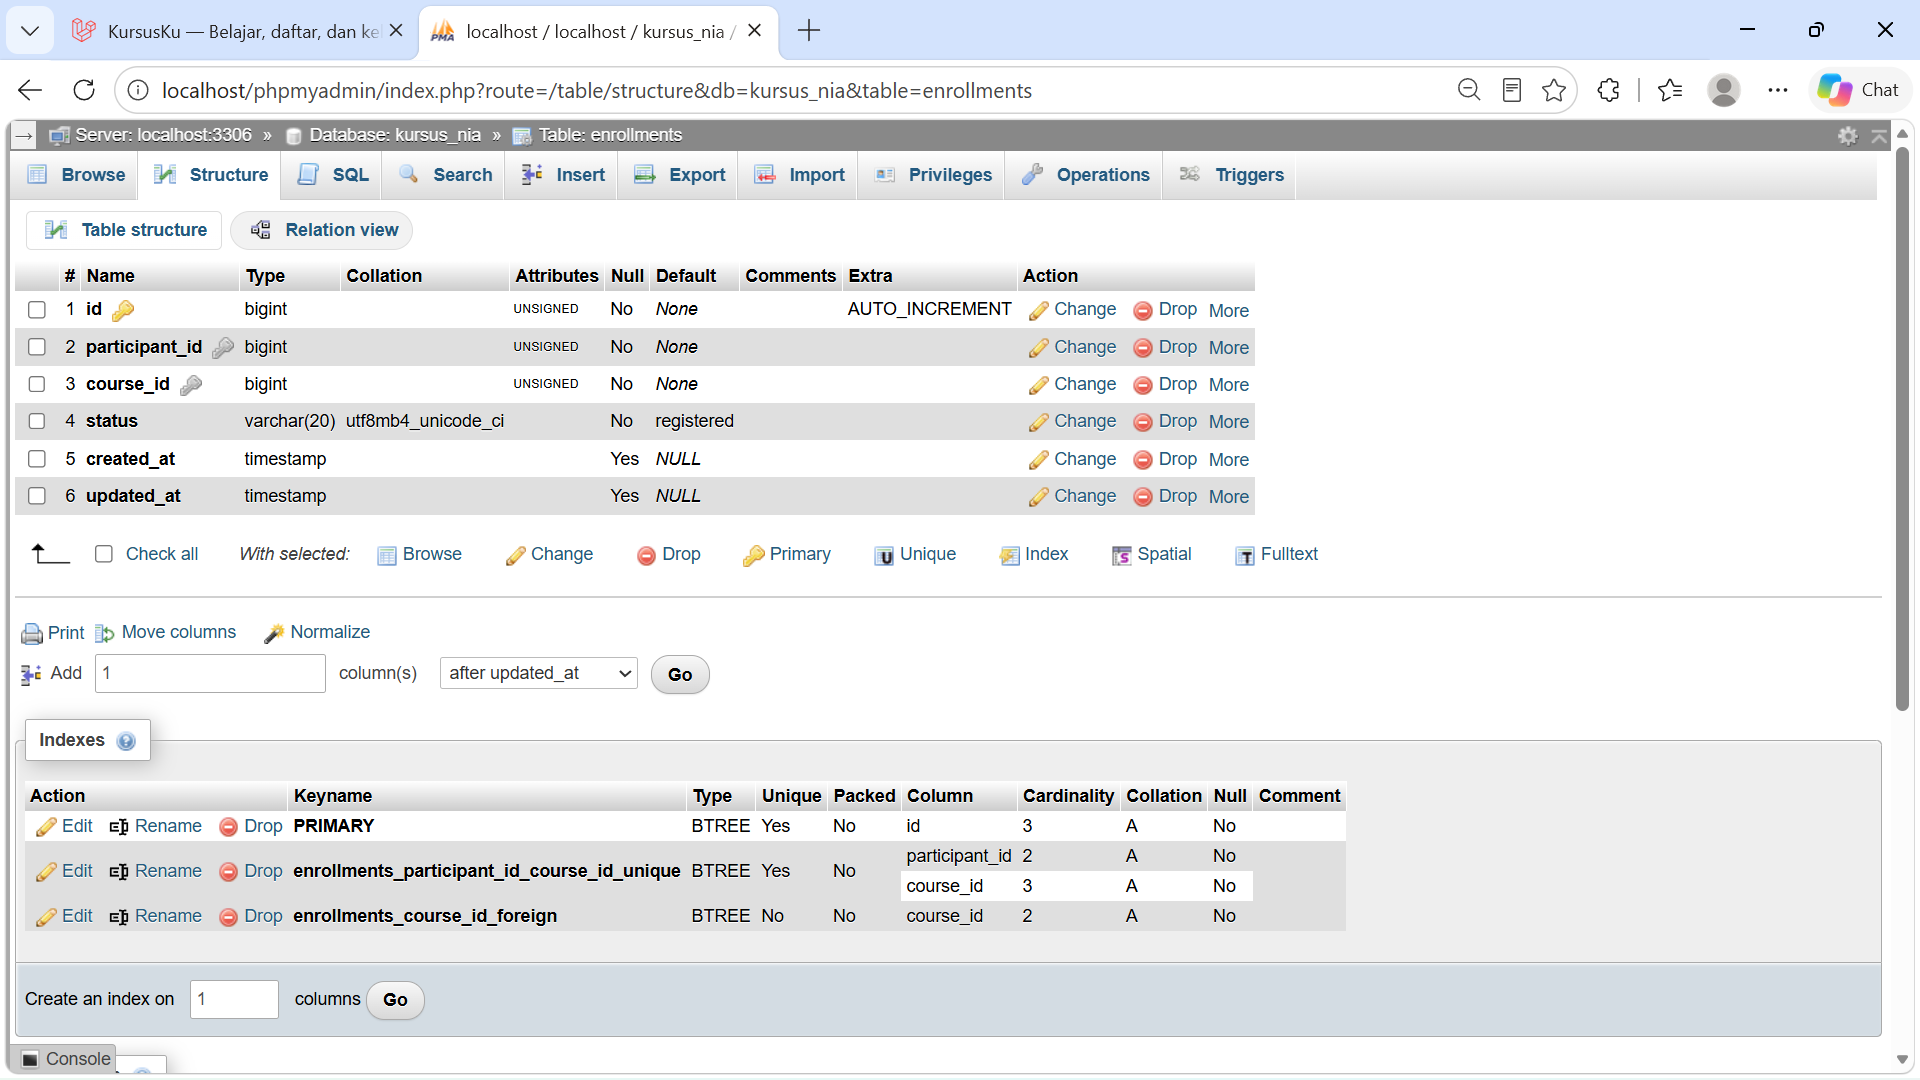 KursusKu — Belajar, daftar, dan ke
localhost / localhost / kursus_nia /
localhost/phpmyadmin/index.php?route=/table/structure&db=kursus_nia&table=enrollments
Chat
Server: localhost:3306 » Database: kursus_nia » Table: enrollments
Browse Structure SQL Search Insert Export Import Privileges Operations Triggers
Table structure Relation view
# Name Type Collation Attributes Null Default Comments Extra Action
1 id bigint UNSIGNED No None AUTO_INCREMENT Change Drop More
2 participant_id bigint UNSIGNED No None Change Drop More
3 course_id bigint UNSIGNED No None Change Drop More
4 status varchar(20) utf8mb4_unicode_ci No registered Change Drop More
5 created_at timestamp Yes NULL Change Drop More
6 updated_at timestamp Yes NULL Change Drop More
Check all With selected: Browse Change Drop Primary Unique Index Spatial Fulltext
Print Move columns Normalize
Add 1 column(s) after updated_at Go
Indexes
Action Keyname Type Unique Packed Column Cardinality Collation Null Comment
Edit Rename Drop PRIMARY BTREE Yes No id 3 A No
Edit Rename Drop enrollments_participant_id_course_id_unique BTREE Yes No participant_id 2 A No
course_id 3 A No
Edit Rename Drop enrollments_course_id_foreign BTREE No No course_id 2 A No
Create an index on 1 columns Go
Console